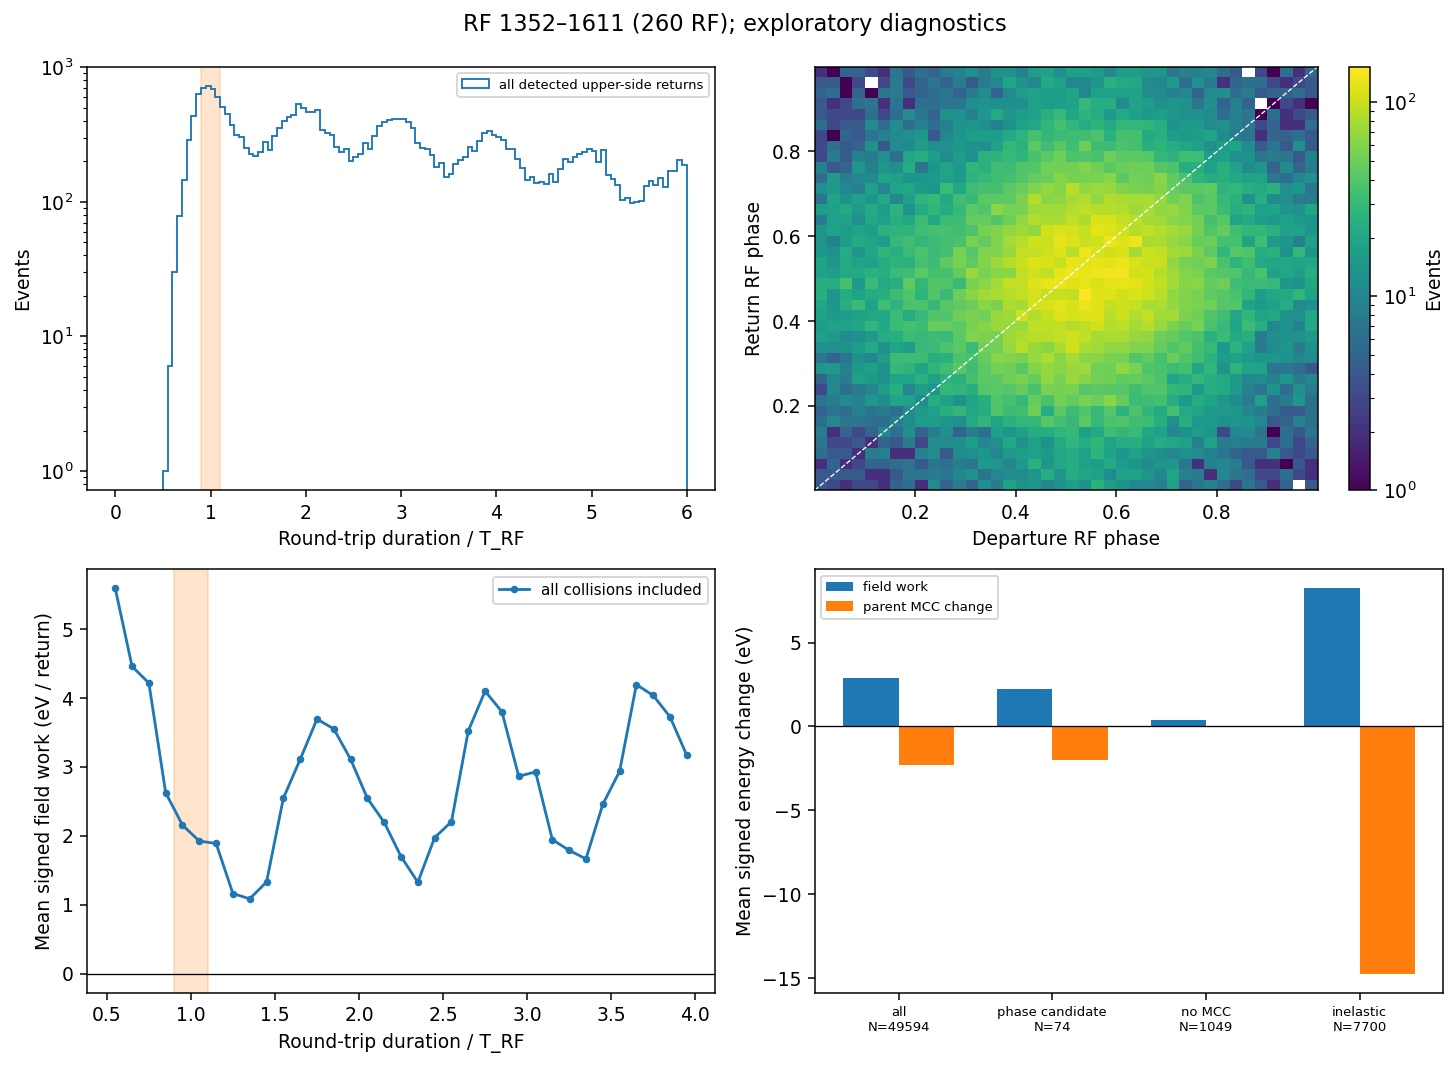 RF 1352–1611 (260 RF); exploratory diagnostics
10³
10²
10¹
10⁰
Events
all detected upper-side returns
0 1 2 3 4 5 6
Round-trip duration / T_RF
0.8
0.6
0.4
0.2
Return RF phase
0.2 0.4 0.6 0.8
Departure RF phase
10²
10¹
10⁰
Events
5
4
3
2
1
0
Mean signed field work (eV / return)
all collisions included
0.5 1.0 1.5 2.0 2.5 3.0 3.5 4.0
Round-trip duration / T_RF
5
0
−5
−10
−15
Mean signed energy change (eV)
field work
parent MCC change
all
N=49594
phase candidate
N=74
no MCC
N=1049
inelastic
N=7700